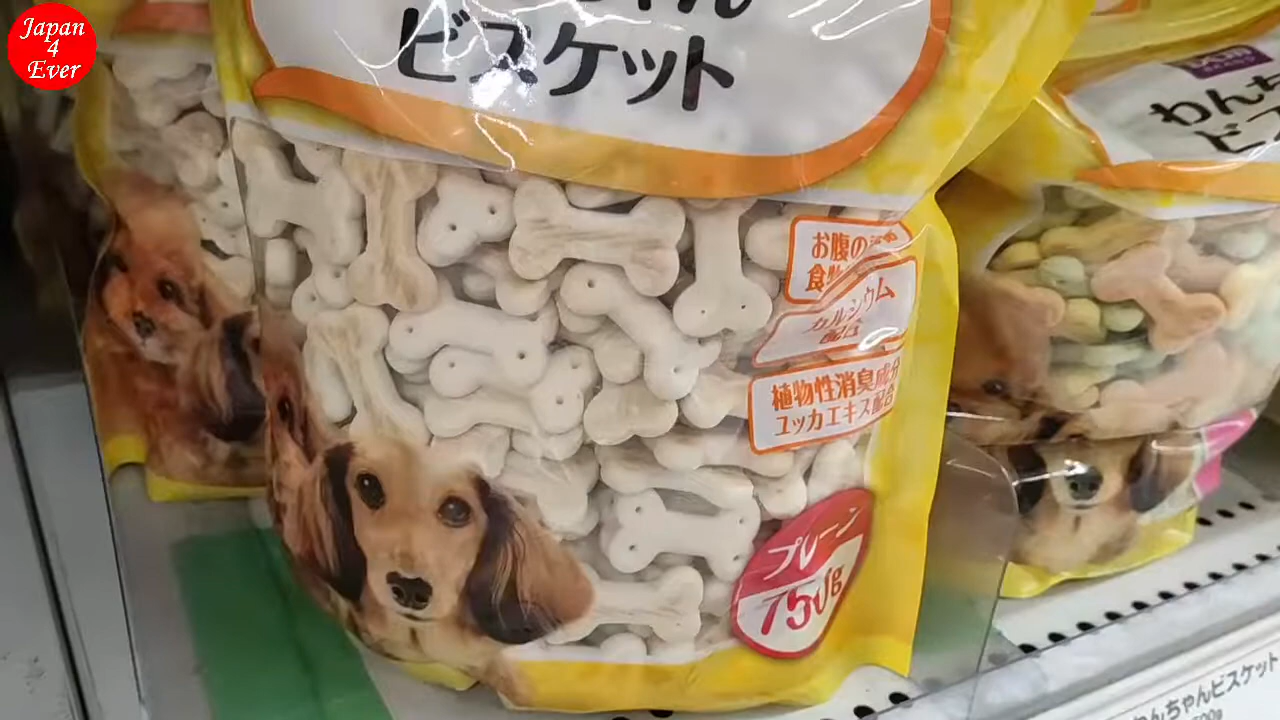 Japan
4
Ever
ビスケット
お腹の
食物
カルシウム
配合
植物性消臭成分
ユッカエキス配合
プレーン
750g
わんち
ビス
わんちゃんビスケット